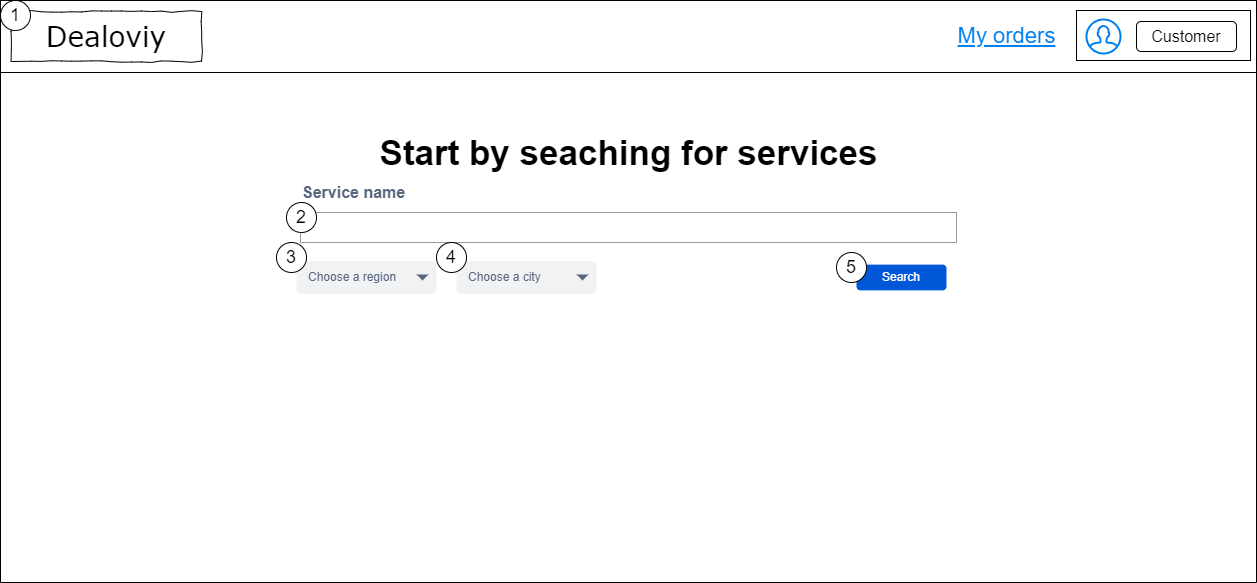 1
Dealoviy
My orders
Customer
Start by seaching for services
Service name
2
3
Choose a region
4
Choose a city
5
Search